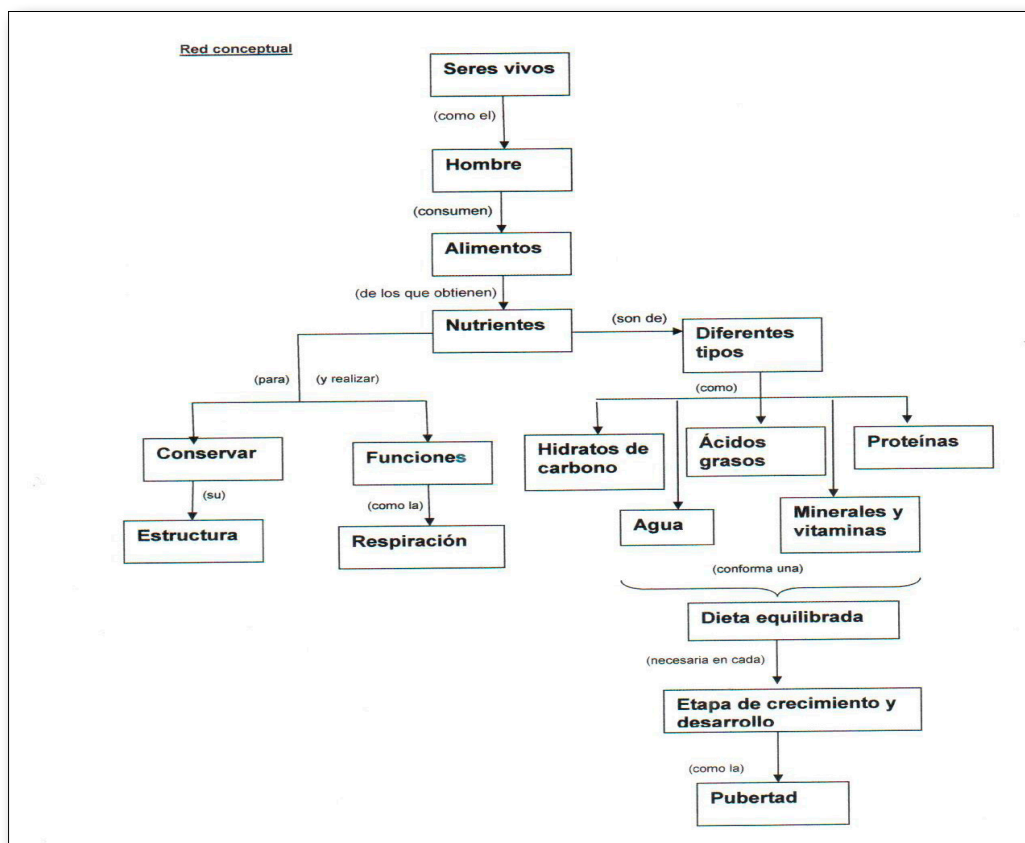 Red conceptual
Seres vivos
(como el)
Hombre
(consumen)
Alimentos
(de los que obtienen)
Nutrientes
(son de)
Diferentes
tipos
(para)
(y realizar)
(como)
Conservar
Funciones
Hidratos de
carbono
Ácidos
grasos
Proteínas
(su)
(como la)
Estructura
Respiración
Agua
Minerales y
vitaminas
(conforma una)
Dieta equilibrada
(necesaria en cada)
Etapa de crecimiento y
desarrollo
(como la)
Pubertad